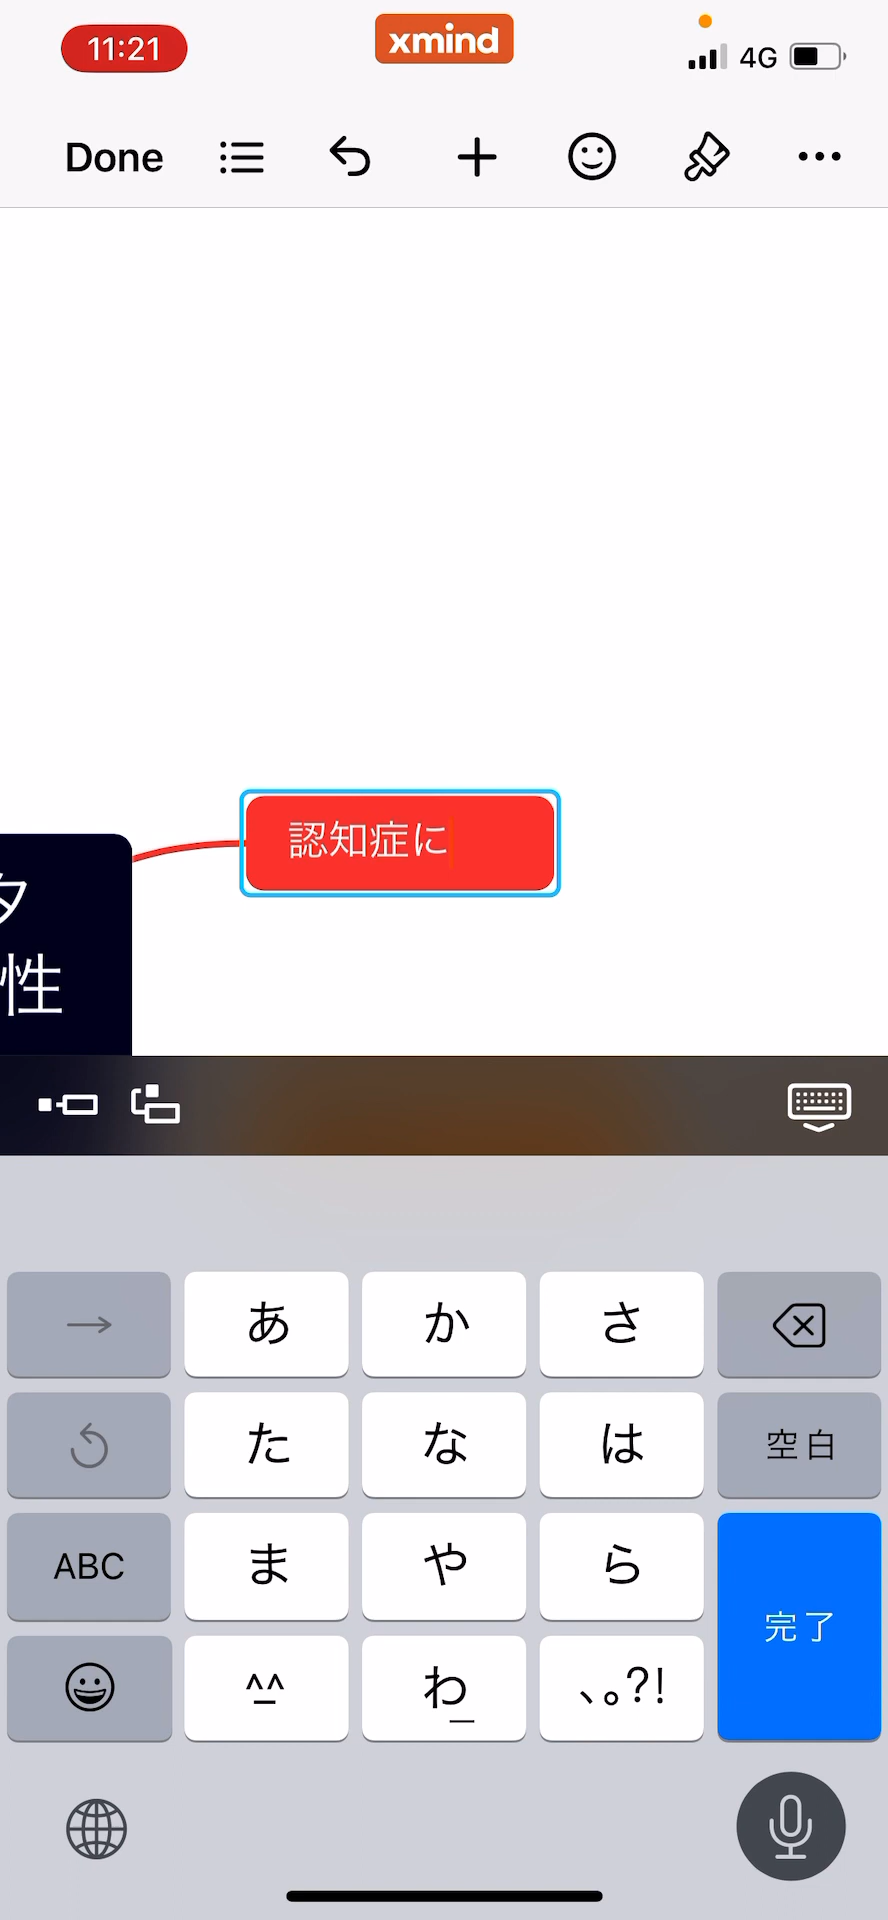 11:21
xmind
4G
Done
認知症に
タ
性
あ
か
さ
た
な
は
空白
ABC
ま
や
ら
完了
^^
わ
、。?!